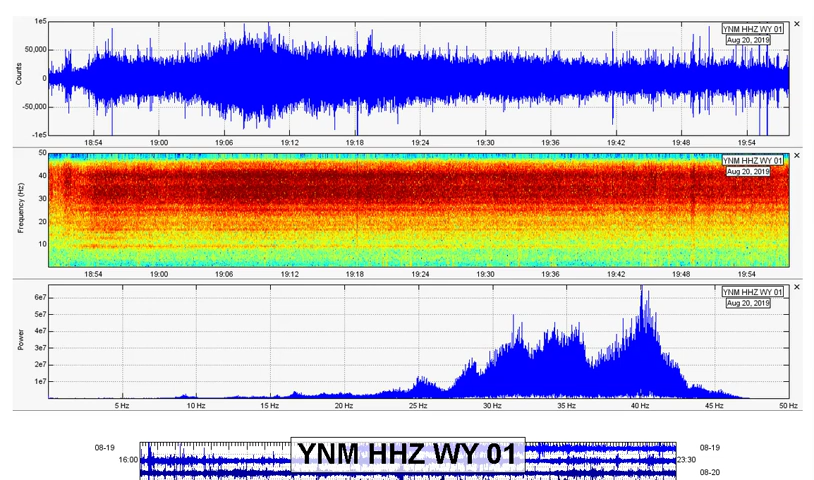 1e5
50,000
0
-50,000
-1e5
Counts
YNM HHZ WY 01
Aug 20, 2019
×
18:54 19:00 19:06 19:12 19:18 19:24 19:30 19:36 19:42 19:48 19:54
50
40
30
20
10
Frequency (Hz)
YNM HHZ WY 01
Aug 20, 2019
×
18:54 19:00 19:06 19:12 19:18 19:24 19:30 19:36 19:42 19:48 19:54
6e7
5e7
4e7
3e7
2e7
1e7
Power
YNM HHZ WY 01
Aug 20, 2019
×
5 Hz 10 Hz 15 Hz 20 Hz 25 Hz 30 Hz 35 Hz 40 Hz 45 Hz 50 Hz
08-19 YNM HHZ WY 01 08-19
16:00 23:30
08-20